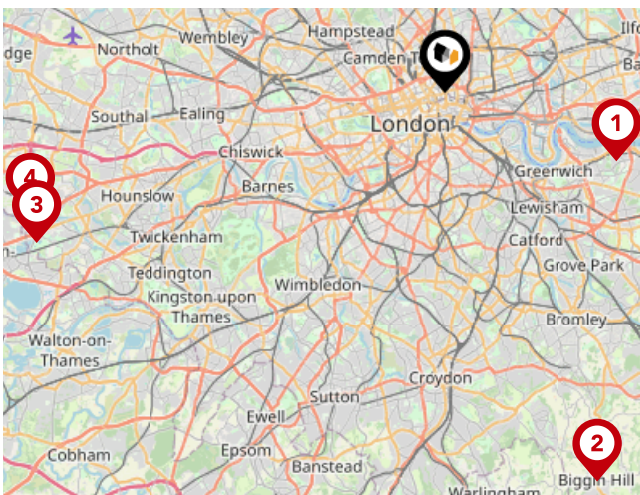 Hampstead
Wembley
Northolt
dge
Camden T
Ilfo
Ba
1
Southal
Ealing
London
Chiswick
Greenwich
4
3
Hounslow
Barnes
Lewisham
Twickenham
Catford
Teddington
Grove Park
Kingston upon
Thames
Wimbledon
Bromley
Walton-on-
Thames
Croydon
Sutton
Ewell
2
Cobham
Epsom
Banstead
Biggin Hill
Warlingham